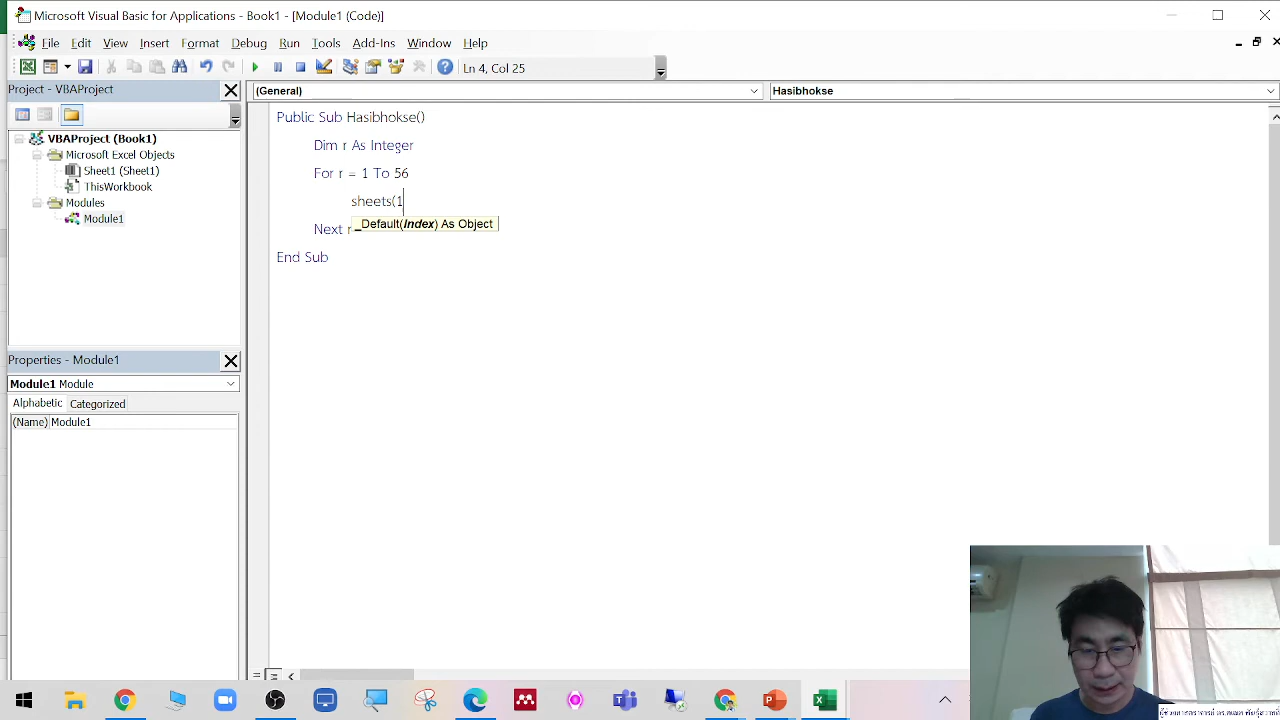 Microsoft Visual Basic for Applications - Book1 - [Module1 (Code)]
File Edit View Insert Format Debug Run Tools Add-Ins Window Help
Ln 4, Col 25
Project - VBAProject
(General)
Hasibhokse
VBAProject (Book1)
Microsoft Excel Objects
Sheet1 (Sheet1)
ThisWorkbook
Modules
Module1
Public Sub Hasibhokse()
Dim r As Integer
For r = 1 To 56
sheets(1
_Default(Index) As Object
Next r
End Sub
Properties - Module1
Module1 Module
Alphabetic Categorized
(Name) Module1